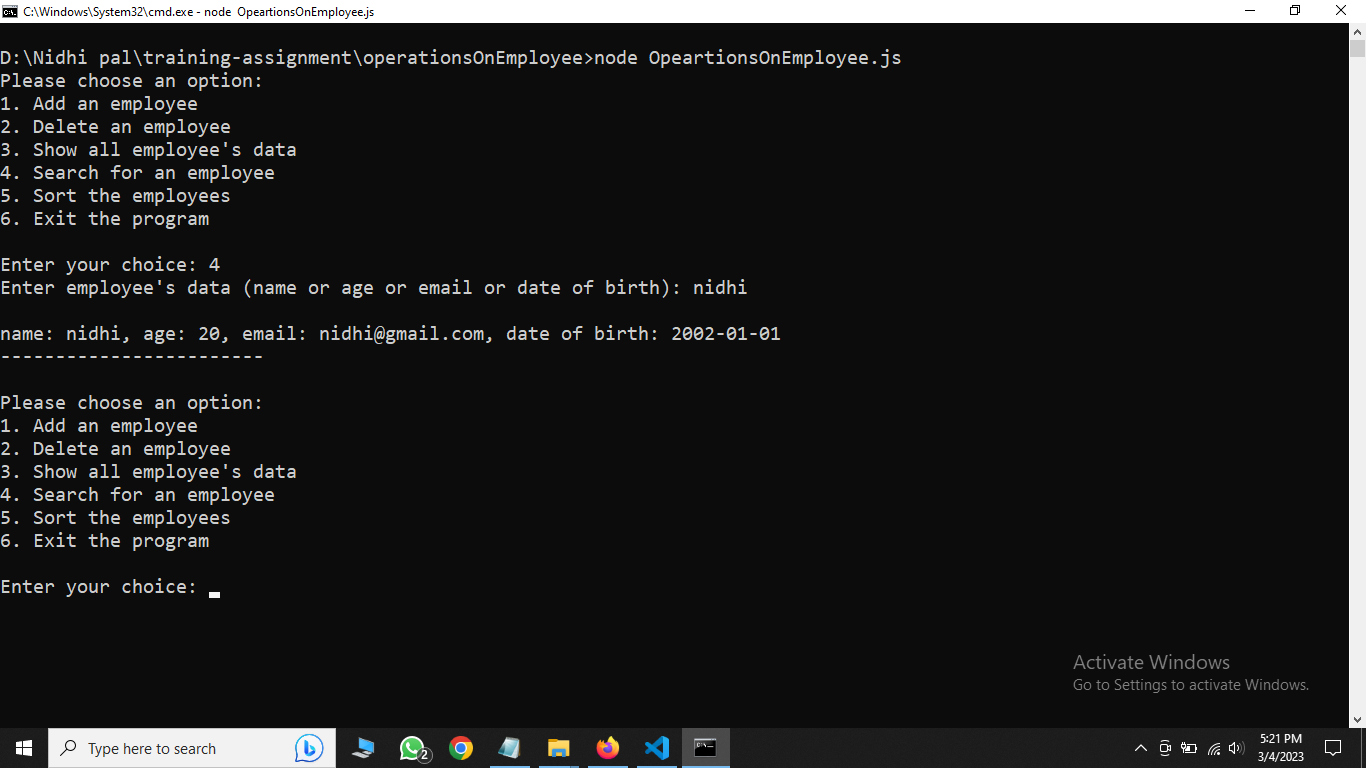 C:\Windows\System32\cmd.exe - node  OpeartionsOnEmployee.js
D:\Nidhi pal\training-assignment\operationsOnEmployee>node OpeartionsOnEmployee.js
Please choose an option:
1. Add an employee
2. Delete an employee
3. Show all employee's data
4. Search for an employee
5. Sort the employees
6. Exit the program
Enter your choice: 4
Enter employee's data (name or age or email or date of birth): nidhi
name: nidhi, age: 20, email: nidhi@gmail.com, date of birth: 2002-01-01
------------------------
Please choose an option:
1. Add an employee
2. Delete an employee
3. Show all employee's data
4. Search for an employee
5. Sort the employees
6. Exit the program
Enter your choice:
Activate Windows
Go to Settings to activate Windows.
Type here to search
2
5:21 PM
3/4/2023